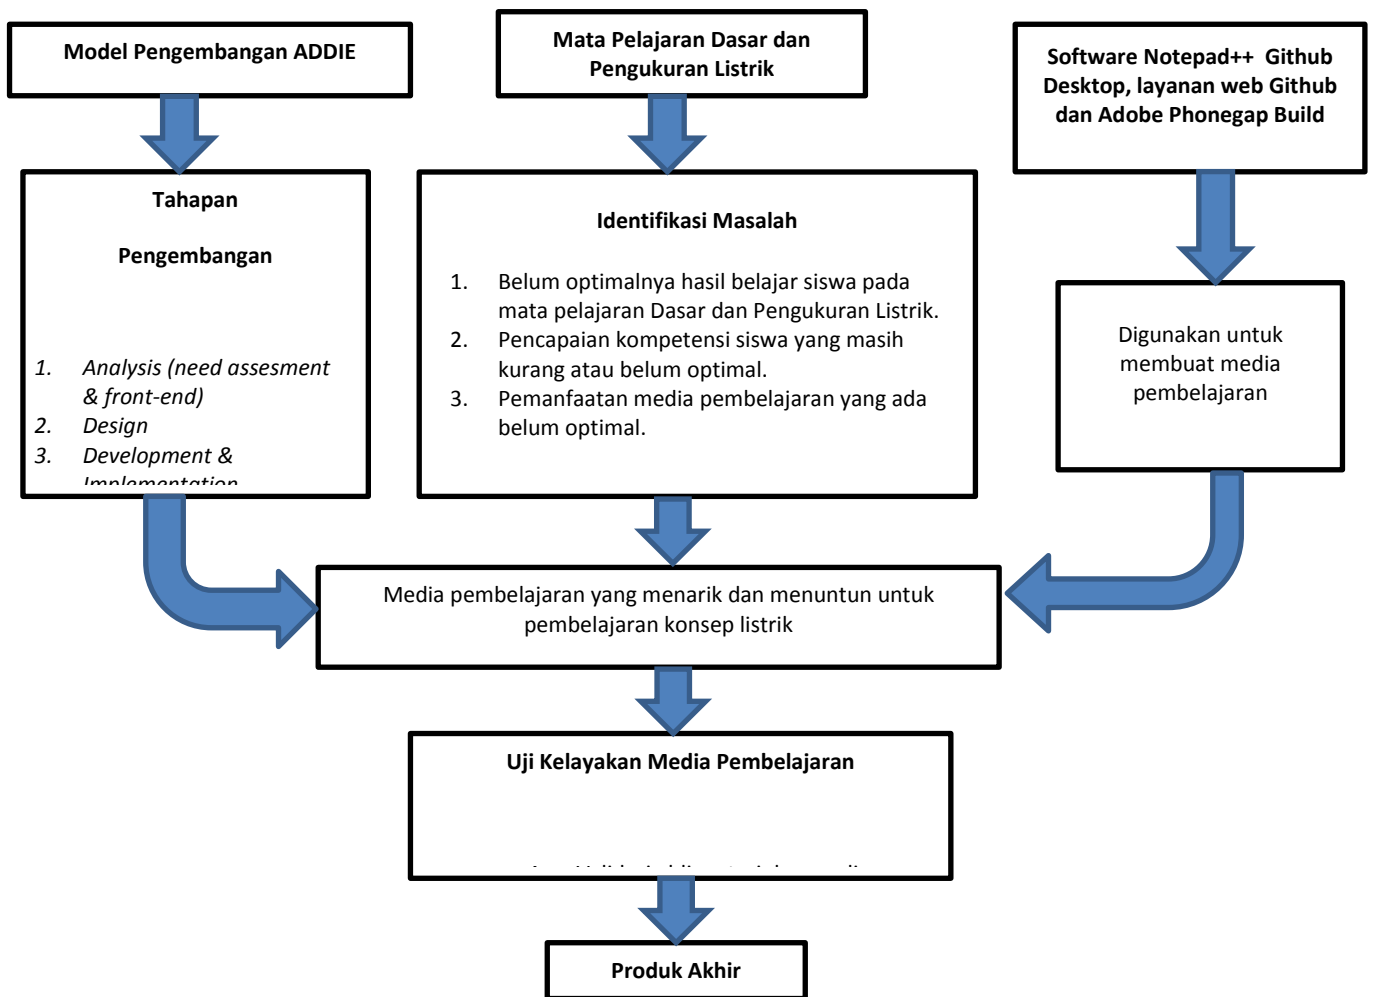 Model Pengembangan ADDIE
Mata Pelajaran Dasar dan
Pengukuran Listrik
Software Notepad++ Github
Desktop, layanan web Github
dan Adobe Phonegap Build
Tahapan
Pengembangan
1. Analysis (need assesment
& front-end)
2. Design
3. Development &
Implementation
Identifikasi Masalah
1. Belum optimalnya hasil belajar siswa pada
mata pelajaran Dasar dan Pengukuran Listrik.
2. Pencapaian kompetensi siswa yang masih
kurang atau belum optimal.
3. Pemanfaatan media pembelajaran yang ada
belum optimal.
Digunakan untuk
membuat media
pembelajaran
Media pembelajaran yang menarik dan menuntun untuk
pembelajaran konsep listrik
Uji Kelayakan Media Pembelajaran
Produk Akhir